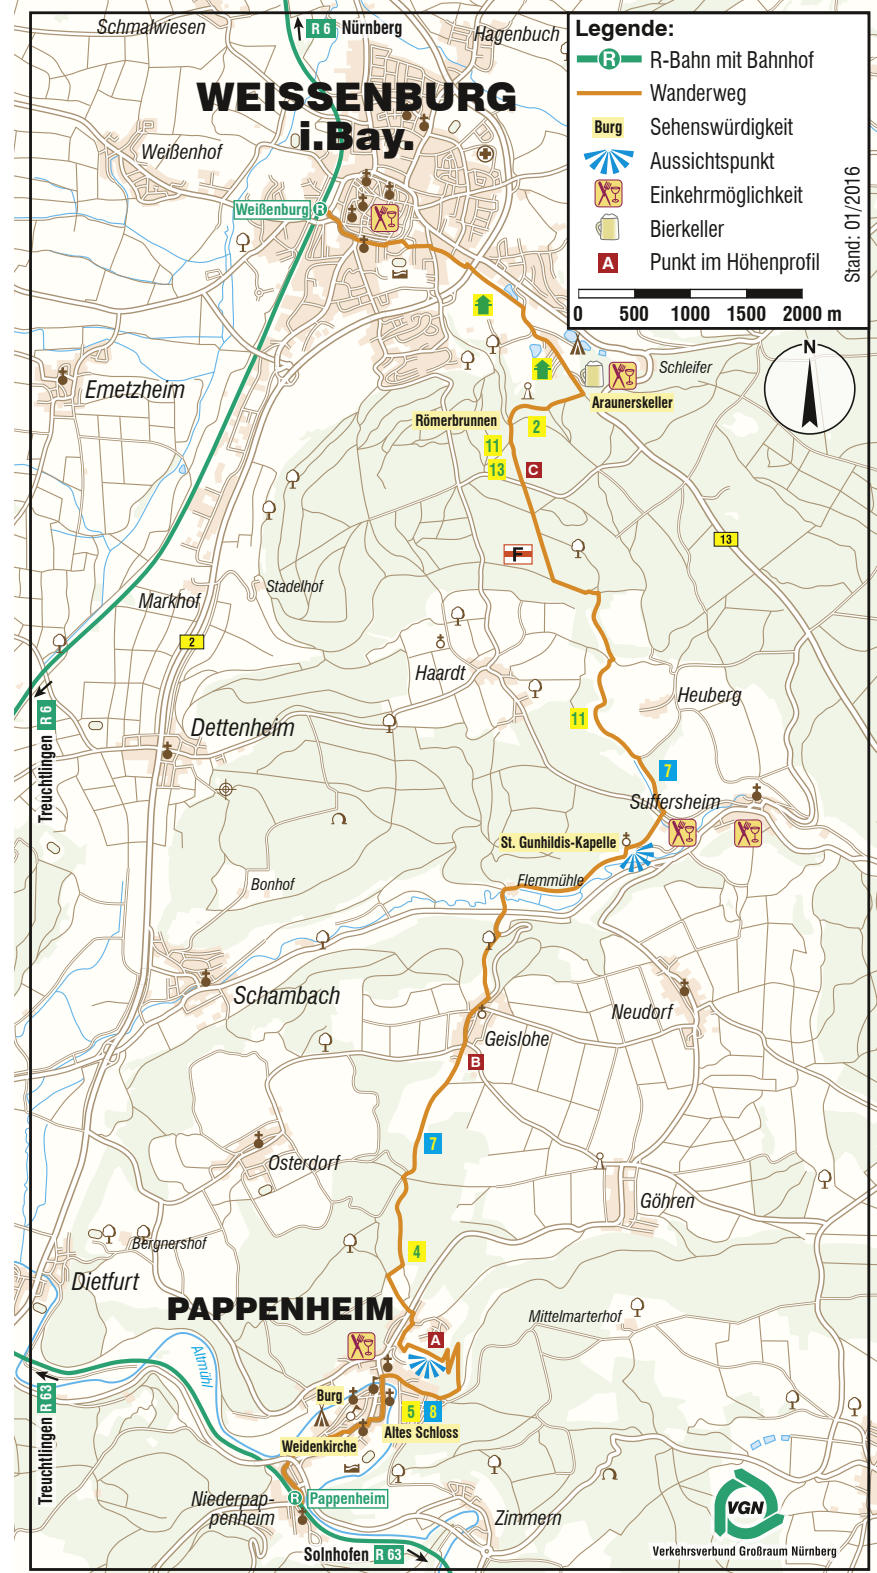 Schmalwiesen
R 6 Nürnberg
Hagenbuch
Legende:
R R-Bahn mit Bahnhof
Wanderweg
Burg Sehenswürdigkeit
Aussichtspunkt
Einkehrmöglichkeit
Bierkeller
A Punkt im Höhenprofil
0 500 1000 1500 2000 m
Stand: 01/2016
WEISSENBURG
i.Bay.
Weißenhof
Weißenburg R
N
Emetzheim
Schleifer
Araunerskeller
Römerbrunnen
2
11
13
C
F
13
Stadelhof
Markhof
2
Haardt
Heuberg
Treuchtlingen R 6
11
Dettenheim
7
Suffersheim
St. Gunhildis-Kapelle
Flemmühle
Bonhof
Schambach
Neudorf
Geislohe
B
7
Osterdorf
Göhren
Bergnershof
4
Dietfurt
PAPPENHEIM
Mittelmarterhof
A
Altmühl
Treuchtlingen R 63
Burg
5
8
Altes Schloss
Weidenkirche
R Pappenheim
Niederpap-
penheim
Zimmern
Solnhofen R 63
VGN
Verkehrsverbund Großraum Nürnberg